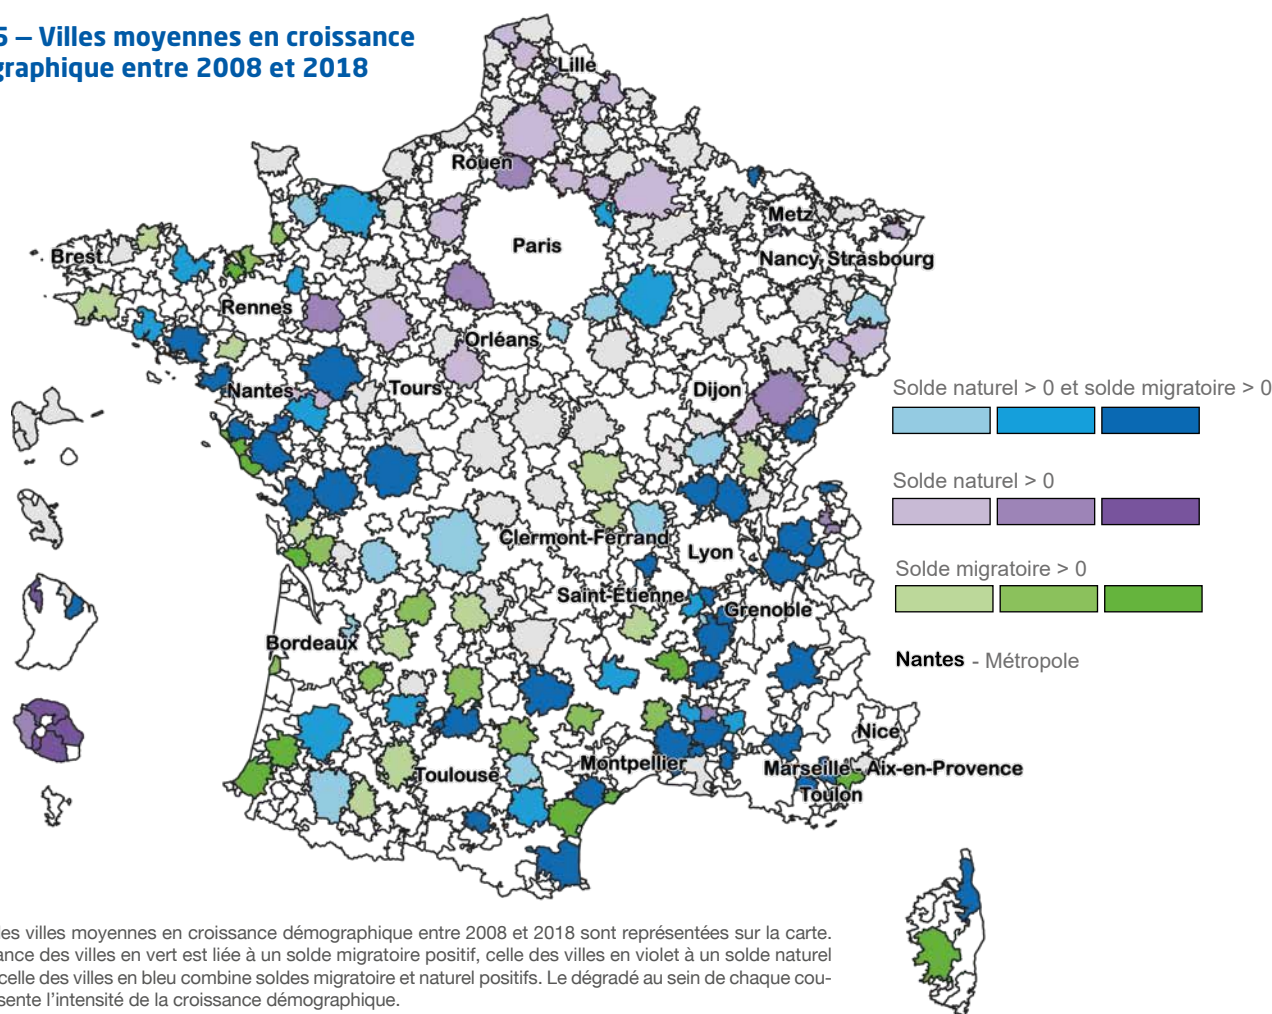 5 – Villes moyennes en croissance
graphique entre 2008 et 2018
Lille
Rouen
Metz
Paris
Brest
Nancy
Strasbourg
Rennes
Orléans
Nantes
Tours
Dijon
Solde naturel > 0 et solde migratoire > 0
Solde naturel > 0
Clermont-Ferrand
Lyon
Solde migratoire > 0
Saint-Étienne
Grenoble
Bordeaux
Nantes - Métropole
Nice
Montpellier
Marseille - Aix-en-Provence
Toulouse
Toulon
les villes moyennes en croissance démographique entre 2008 et 2018 sont représentées sur la carte.
ance des villes en vert est liée à un solde migratoire positif, celle des villes en violet à un solde naturel
celle des villes en bleu combine soldes migratoire et naturel positifs. Le dégradé au sein de chaque cou-
sente l’intensité de la croissance démographique.